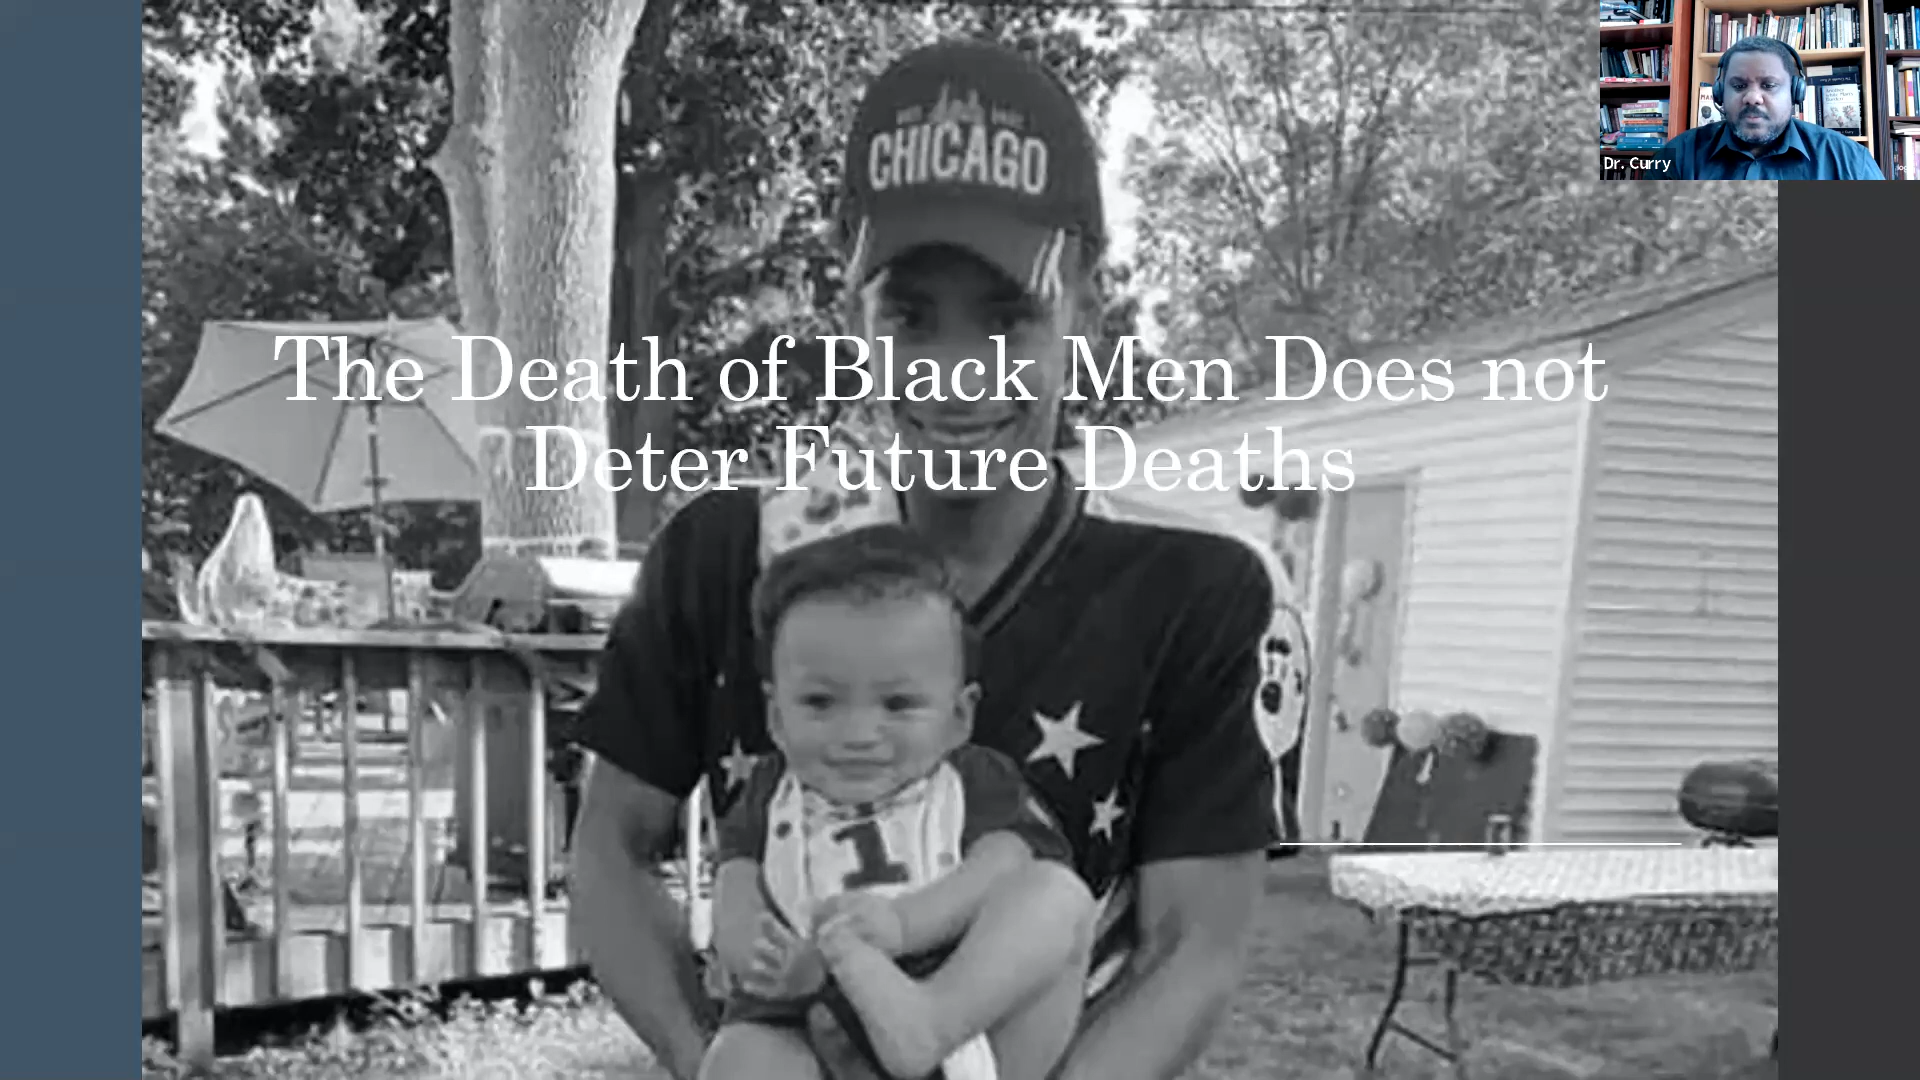 CHICAGO
The Death of Black Men Does not
Deter Future Deaths
1
Dr. Curry